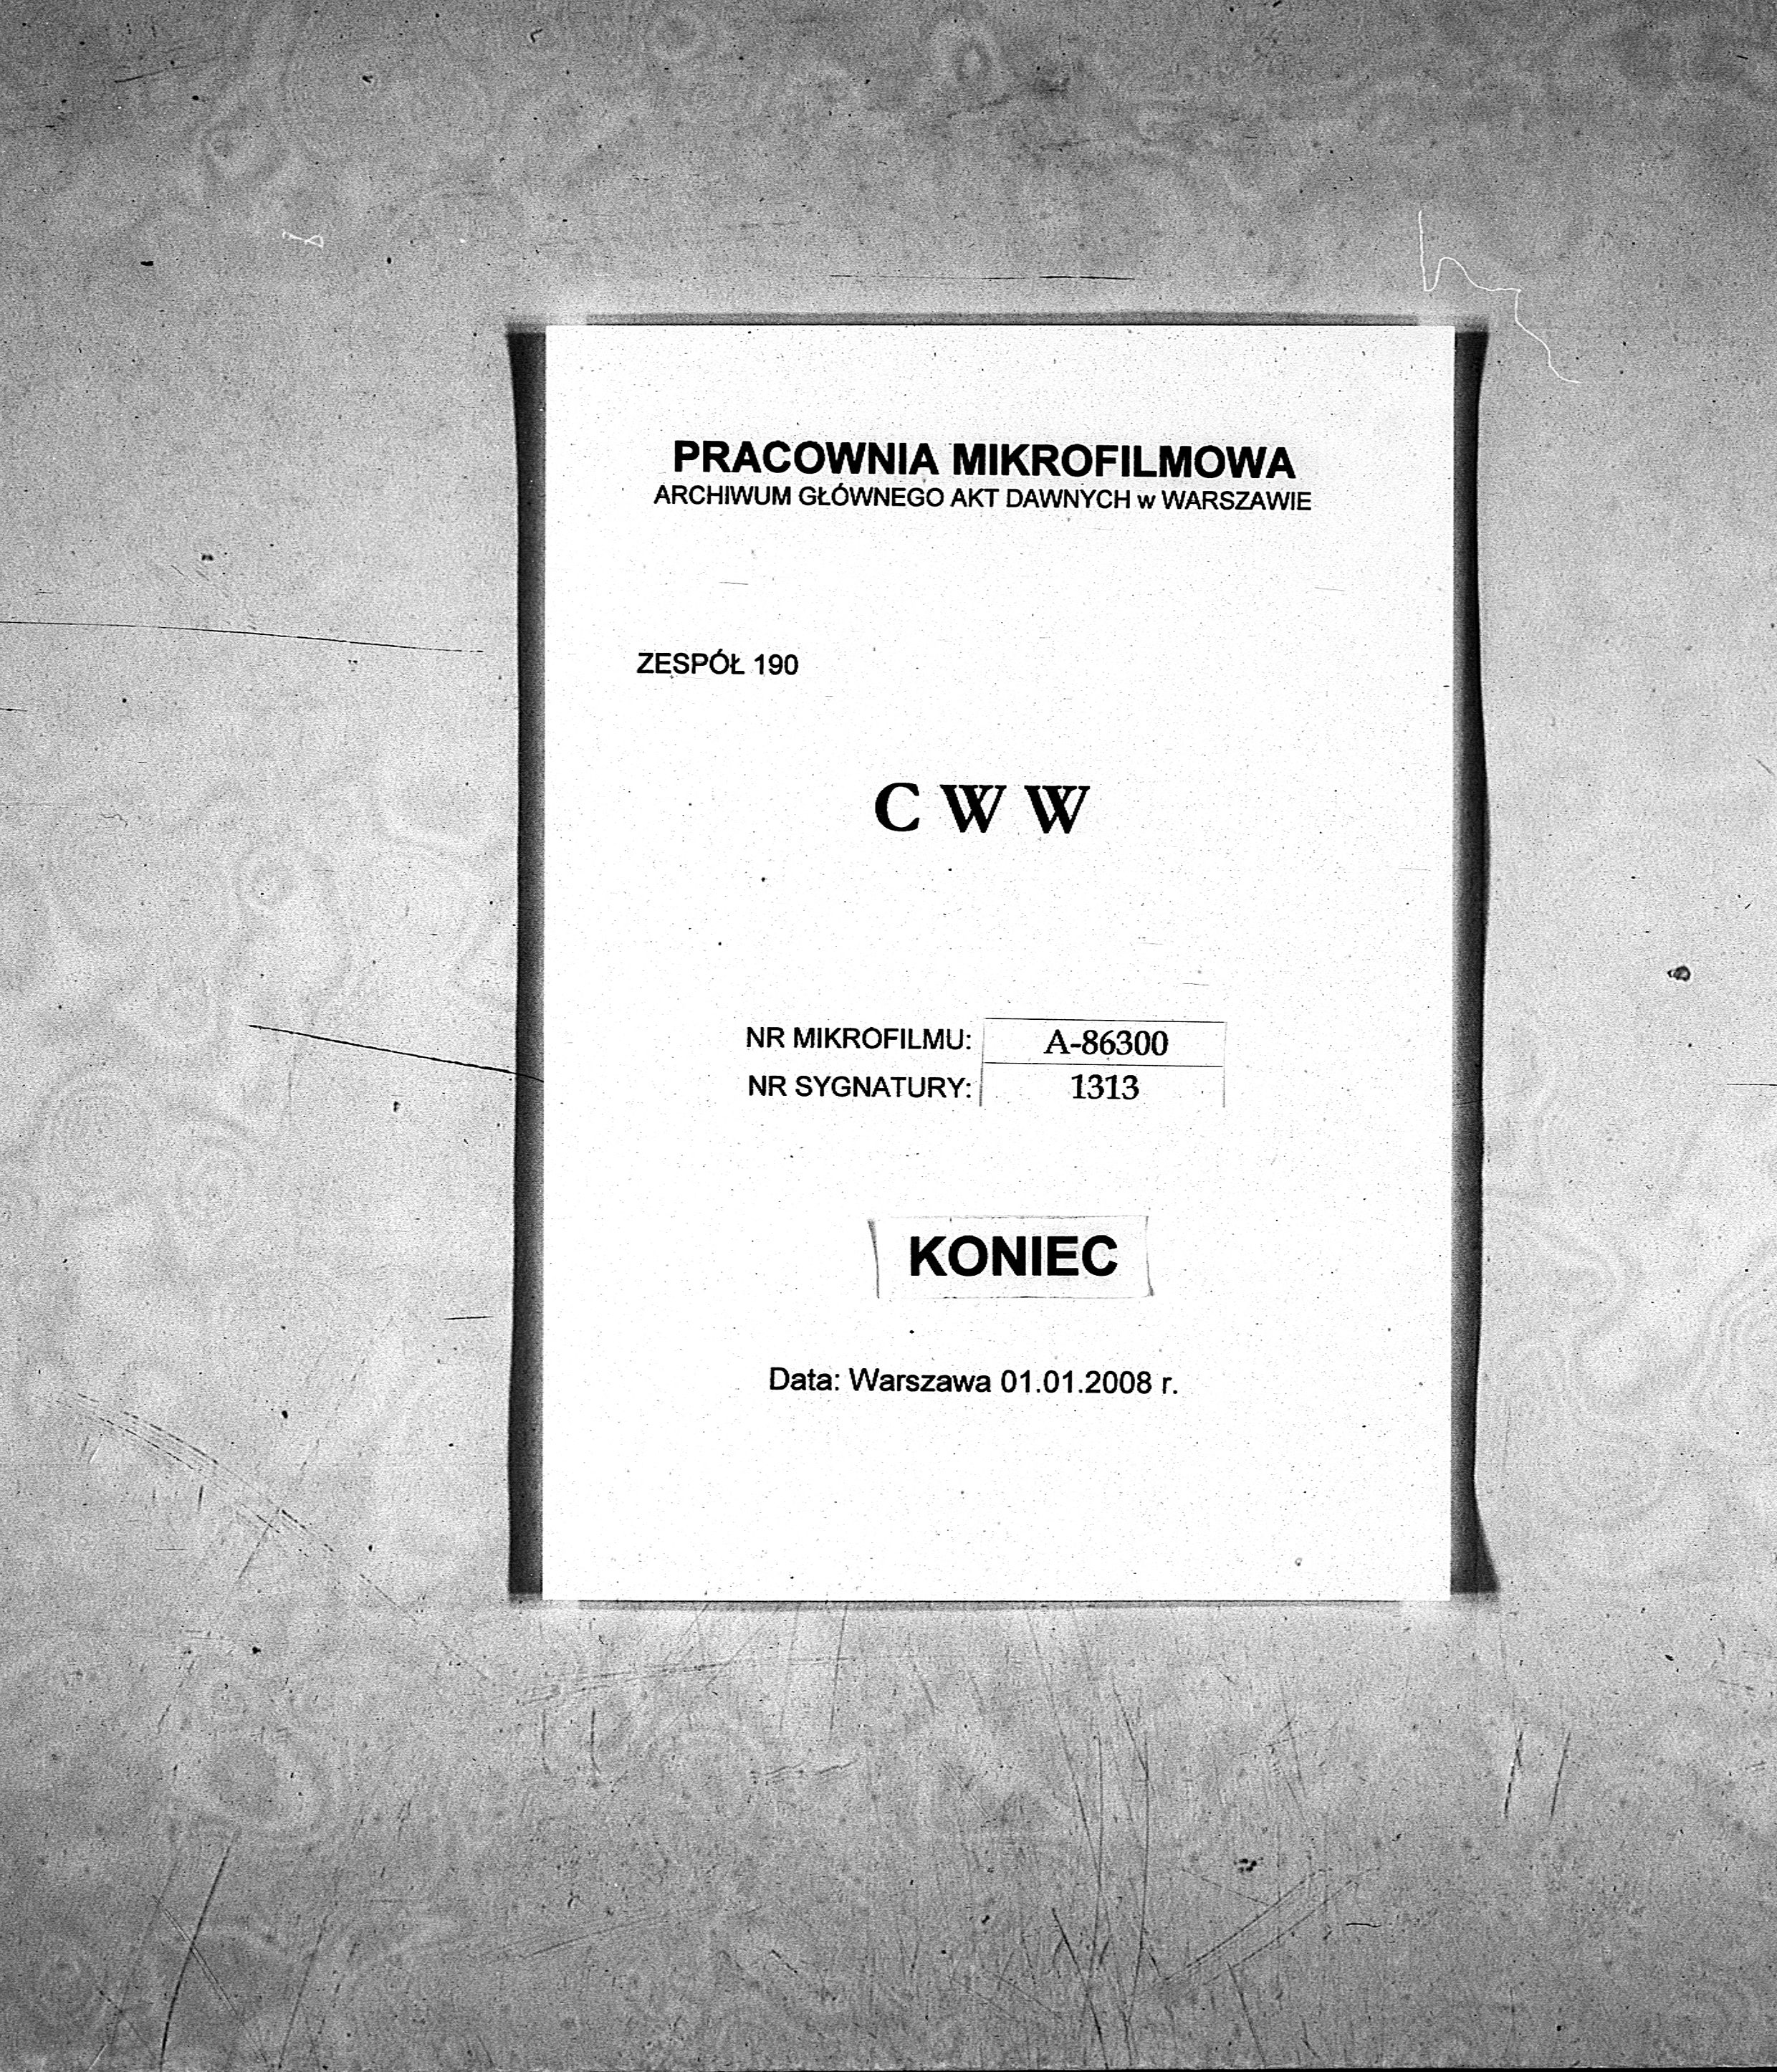 PRACOWNIA MIKROFILMOWA
ARCHIWUM GŁÓWNEGO AKT DAWNYCH w WARSZAWIE
ZESPÓŁ 190
C W W
NR MIKROFILMU: A-86300
NR SYGNATURY: 1313
KONIEC
Data: Warszawa 01.01.2008 r.